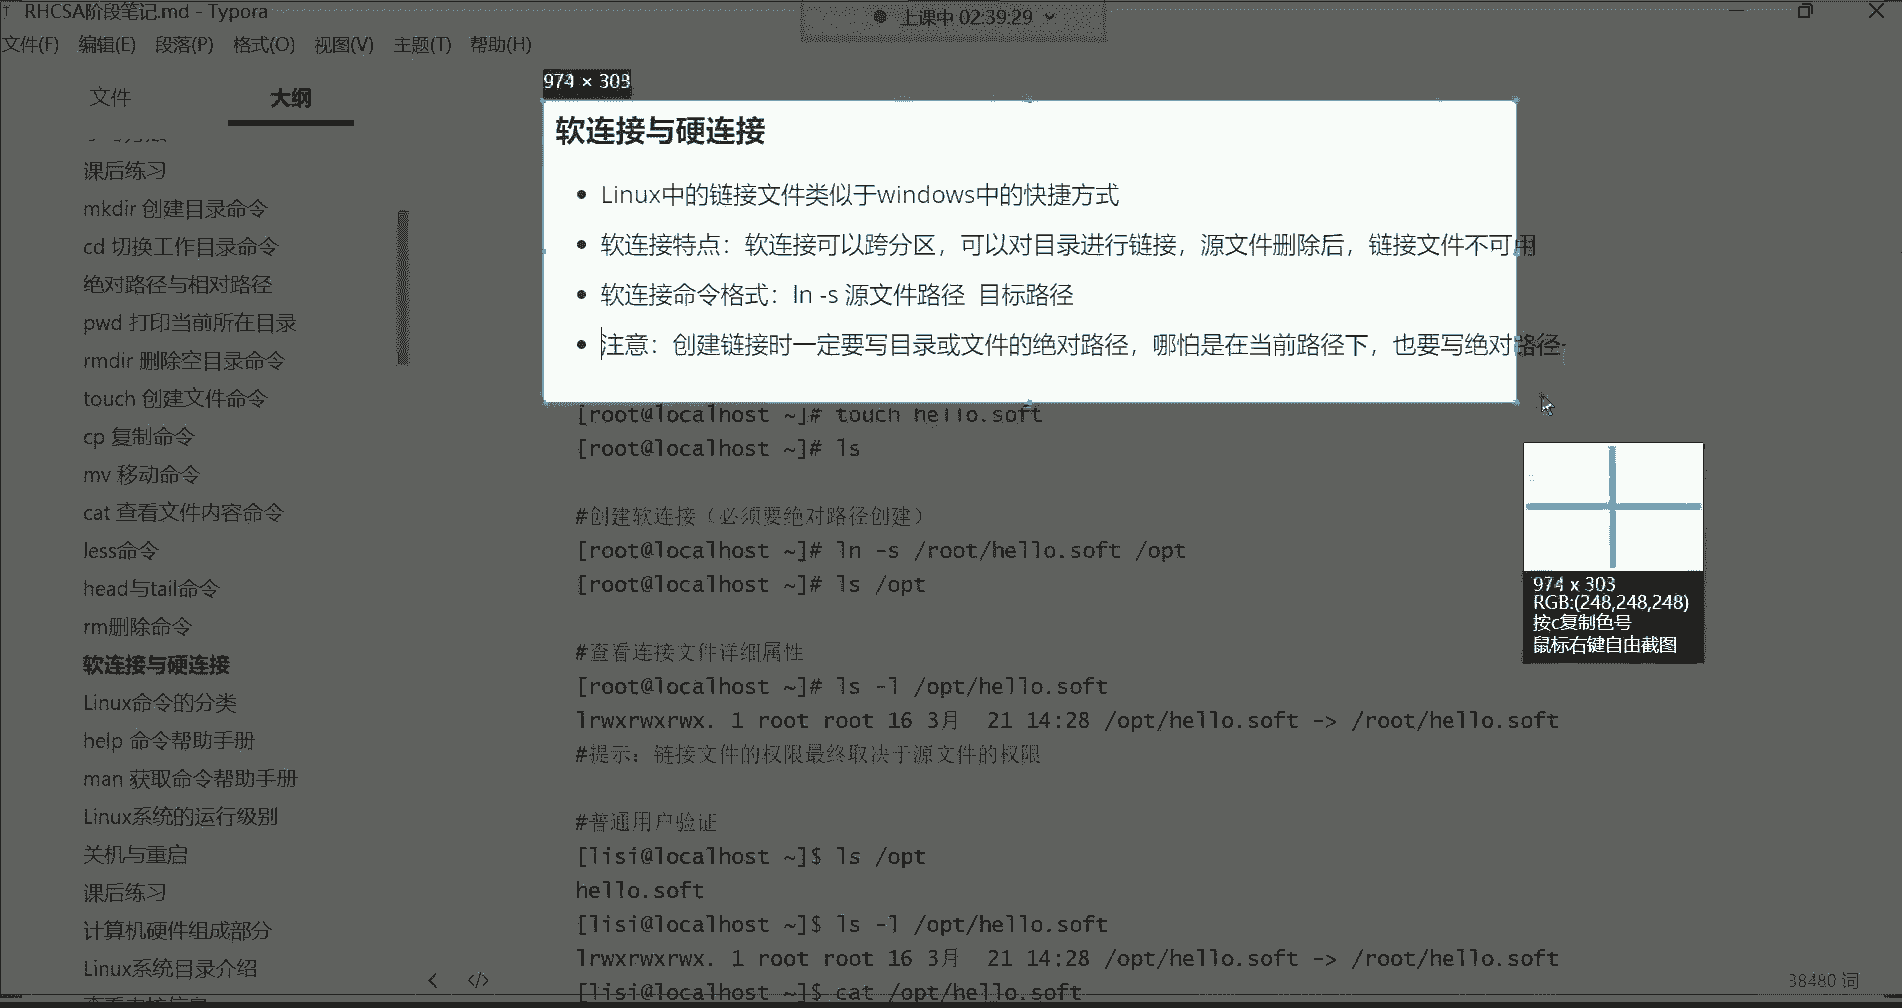 RHCSA阶段笔记.md - Typora
上课中 02:39:29
文件(F) 编辑(E) 段落(P) 格式(O) 视图(V) 主题(T) 帮助(H)
文件 大纲
课后练习
mkdir 创建目录命令
cd 切换工作目录命令
绝对路径与相对路径
pwd 打印当前所在目录
rmdir 删除空目录命令
touch 创建文件命令
cp 复制命令
mv 移动命令
cat 查看文件内容命令
less命令
head与tail命令
rm删除命令
软连接与硬连接
Linux命令的分类
help 命令帮助手册
man 获取命令帮助手册
Linux系统的运行级别
关机与重启
课后练习
计算机硬件组成部分
Linux系统目录介绍
974 × 303
软连接与硬连接
Linux中的链接文件类似于windows中的快捷方式
软连接特点：软连接可以跨分区，可以对目录进行链接，源文件删除后，链接文件不可用
软连接命令格式：ln -s 源文件路径 目标路径
注意：创建链接时一定要写目录或文件的绝对路径，哪怕是在当前路径下，也要写绝对路径
[root@localhost ~]# touch hello.soft
[root@localhost ~]# ls
#创建软连接（必须要绝对路径创建）
[root@localhost ~]# ln -s /root/hello.soft /opt
[root@localhost ~]# ls /opt
#查看连接文件详细属性
[root@localhost ~]# ls -l /opt/hello.soft
lrwxrwxrwx. 1 root root 16 3月  21 14:28 /opt/hello.soft -> /root/hello.soft
#提示：链接文件的权限最终取决于源文件的权限
#普通用户验证
[lisi@localhost ~]$ ls /opt
hello.soft
[lisi@localhost ~]$ ls -l /opt/hello.soft
lrwxrwxrwx. 1 root root 16 3月  21 14:28 /opt/hello.soft -> /root/hello.soft
[lisi@localhost ~]$ cat /opt/hello.soft
974 x 303
RGB:(248,248,248)
按c复制色号
鼠标右键自由截图
</>
38480 词